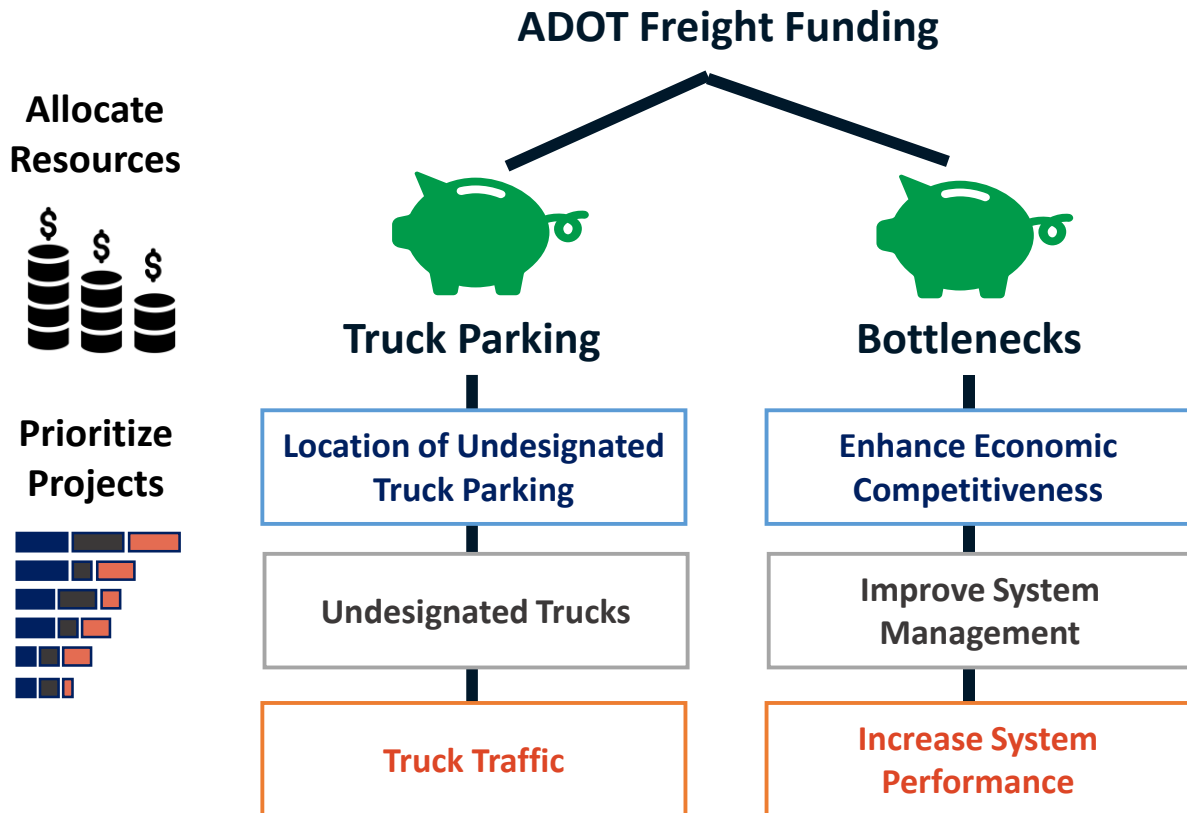 ADOT Freight Funding
Allocate
Resources
$
$
$
Truck Parking
Bottlenecks
Prioritize
Projects
Location of Undesignated
Truck Parking
Enhance Economic
Competitiveness
Undesignated Trucks
Improve System
Management
Truck Traffic
Increase System
Performance